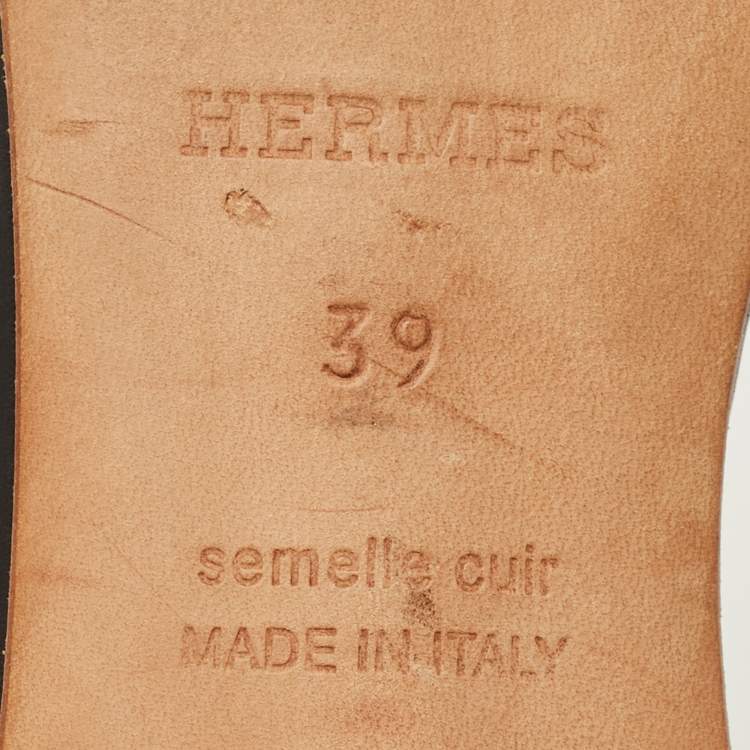 HERMES
39
semelle cuir
MADE IN ITALY